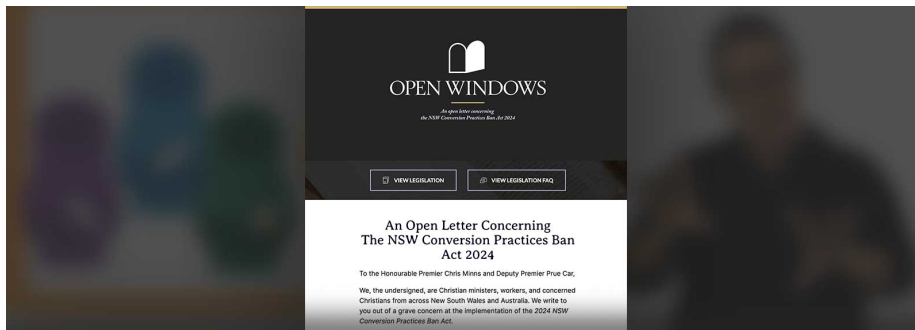 OPEN WINDOWS
An open letter concerning
the NSW Conversion Practices Ban Act 2024
VIEW LEGISLATION
VIEW LEGISLATION FAQ
An Open Letter Concerning
The NSW Conversion Practices Ban
Act 2024
To the Honourable Premier Chris Minns and Deputy Premier Prue Car,
We, the undersigned, are Christian ministers, workers, and concerned
Christians from across New South Wales and Australia. We write to
you out of a grave concern at the implementation of the 2024 NSW
Conversion Practices Ban Act.